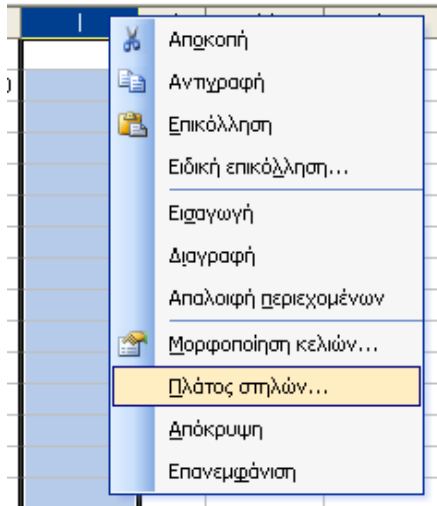 I
Αποκοπή
Αντιγραφή
Επικόλληση
Ειδική επικόλληση...
Εισαγωγή
Διαγραφή
Απαλοιφή περιεχομένων
Μορφοποίηση κελιών...
Πλάτος στηλών...
Απόκρυψη
Επανεμφάνιση